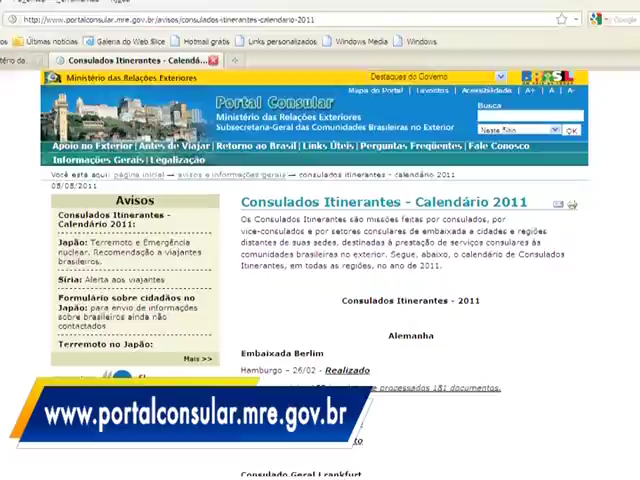 http://www.portalconsular.mre.gov.br/avisos/consulados-itinerantes-calendario-2011
Últimas notícias
Galeria do Web Slice
Hotmail grátis
Links personalizados
Windows Media
Windows
Consulados Itinerantes - Calendá...
Ministério das Relações Exteriores
Destaques do Governo
BRASIL
Mapa do Portal | Favoritos | Acessibilidade | A+ | A | A-
Portal Consular
Ministério das Relações Exteriores
Subsecretaria-Geral das Comunidades Brasileiras no Exterior
Busca
Neste Sítio
OK
Apoio no Exterior | Antes de Viajar | Retorno ao Brasil | Links Úteis | Perguntas Freqüentes | Fale Conosco
Informações Gerais | Legalização
Você está aqui: página inicial → avisos e informações gerais → consulados itinerantes - calendário 2011
Avisos
Consulados Itinerantes -
Calendário 2011:
Japão: Terremoto e Emergência
nuclear. Recomendação a viajantes
brasileiros.
Síria: Alerta aos viajantes
Formulário sobre cidadãos no
Japão: para envio de informações
sobre brasileiros ainda não
contactados
Terremoto no Japão:
Mais >>
Consulados Itinerantes - Calendário 2011
Os Consulados Itinerantes são missões feitas por consulados, por
vice-consulados e por setores consulares de embaixada a cidades e regiões
distantes de suas sedes, destinadas à prestação de serviços consulares às
comunidades brasileiras no exterior. Segue, abaixo, o calendário de Consulados
Itinerantes, em todas as regiões, no ano de 2011.
Consulados Itinerantes - 2011
Alemanha
Embaixada Berlim
Hamburgo – 26/02 - Realizado
processados 181 documentos.
www.portalconsular.mre.gov.br
Consulado Geral Frankfurt